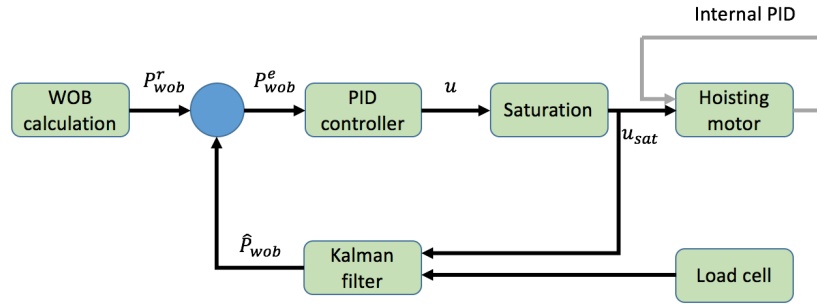 Internal PID
P^r_wob
P^e_wob
u
WOB
calculation
PID
controller
Saturation
Hoisting
motor
u_sat
P̂_wob
Kalman
filter
Load cell